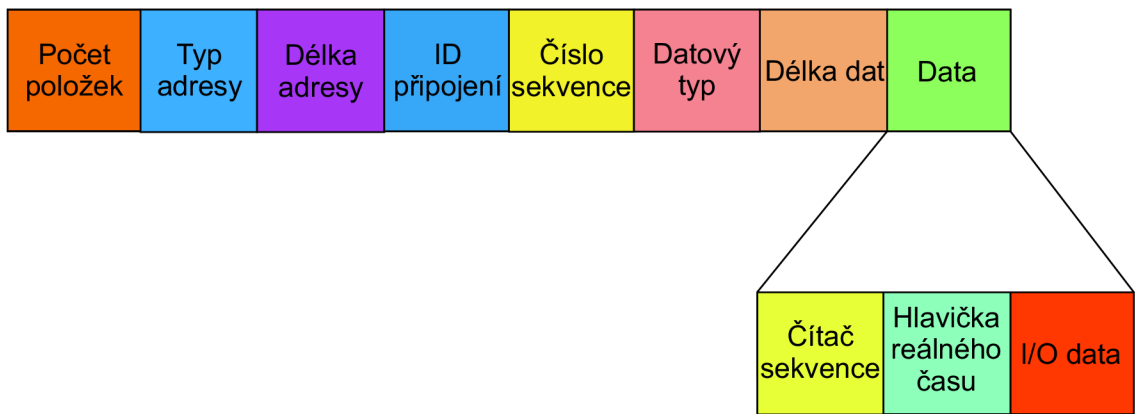 Počet
položek
Typ
adresy
Délka
adresy
ID
připojení
Číslo
sekvence
Datový
typ
Délka dat
Data
Čítač
sekvence
Hlavička
reálného
času
I/O data